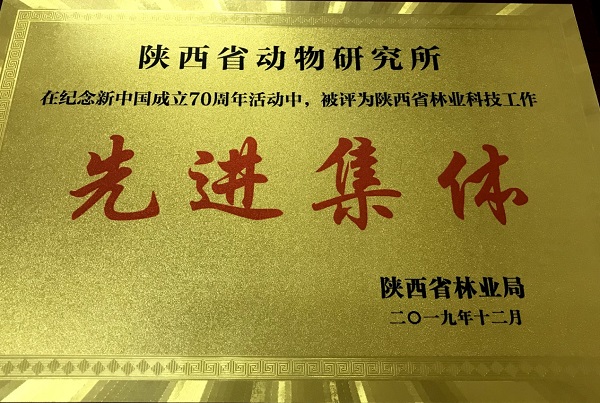 陕西省动物研究所
在纪念新中国成立70周年活动中，被评为陕西省林业科技工作
先进集体
陕西省林业局
二〇一九年十二月